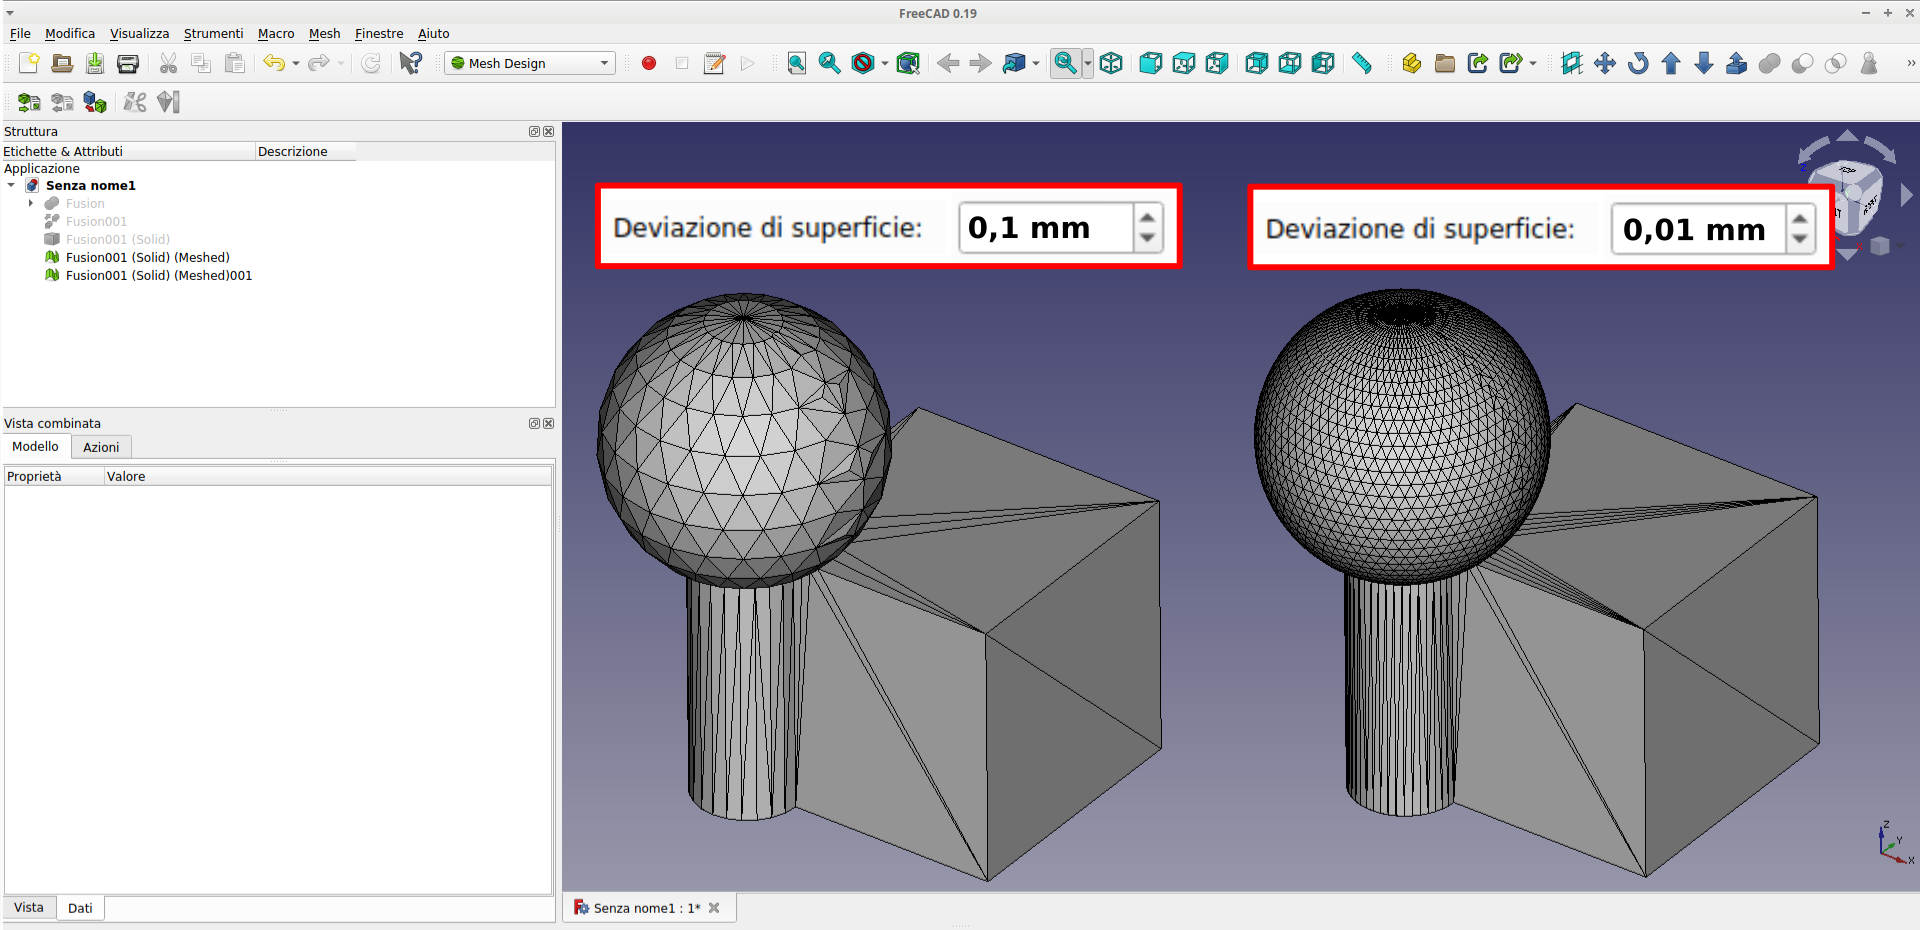 FreeCAD 0.19
File Modifica Visualizza Strumenti Macro Mesh Finestre Aiuto
Mesh Design
Struttura
Etichette & Attributi Descrizione
Applicazione
Senza nome1
Fusion
Fusion001
Fusion001 (Solid)
Fusion001 (Solid) (Meshed)
Fusion001 (Solid) (Meshed)001
Vista combinata
Modello Azioni
Proprietà Valore
Vista Dati
Deviazione di superficie: 0,1 mm
Deviazione di superficie: 0,01 mm
TOP
Z
Z
Y
X
Senza nome1 : 1*